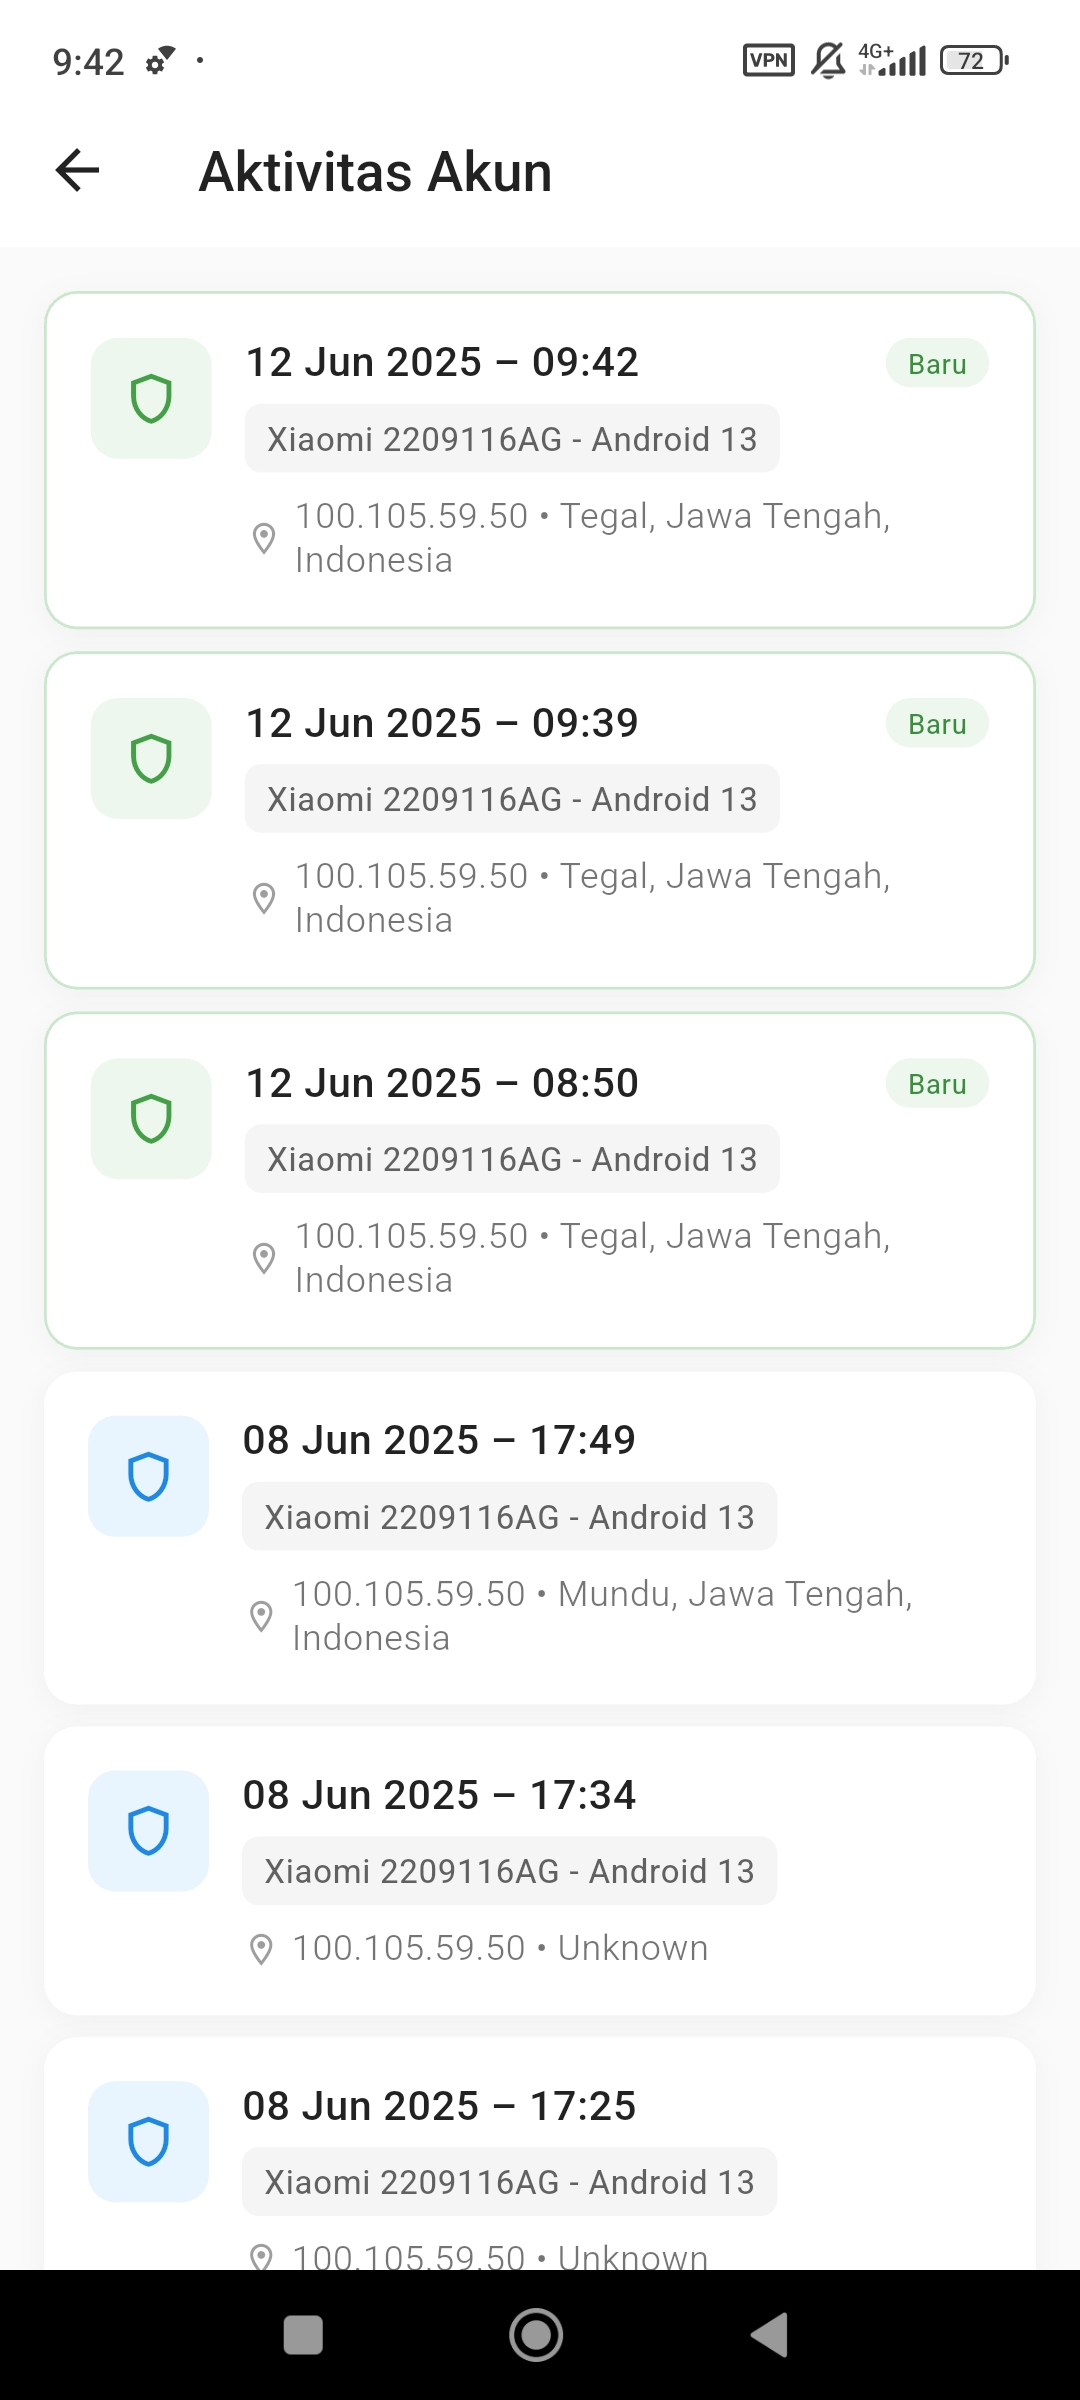 9:42
VPN
4G+
72
Aktivitas Akun
12 Jun 2025 – 09:42
Baru
Xiaomi 2209116AG - Android 13
100.105.59.50 • Tegal, Jawa Tengah,
Indonesia
12 Jun 2025 – 09:39
Baru
Xiaomi 2209116AG - Android 13
100.105.59.50 • Tegal, Jawa Tengah,
Indonesia
12 Jun 2025 – 08:50
Baru
Xiaomi 2209116AG - Android 13
100.105.59.50 • Tegal, Jawa Tengah,
Indonesia
08 Jun 2025 – 17:49
Xiaomi 2209116AG - Android 13
100.105.59.50 • Mundu, Jawa Tengah,
Indonesia
08 Jun 2025 – 17:34
Xiaomi 2209116AG - Android 13
100.105.59.50 • Unknown
08 Jun 2025 – 17:25
Xiaomi 2209116AG - Android 13
100.105.59.50 • Unknown